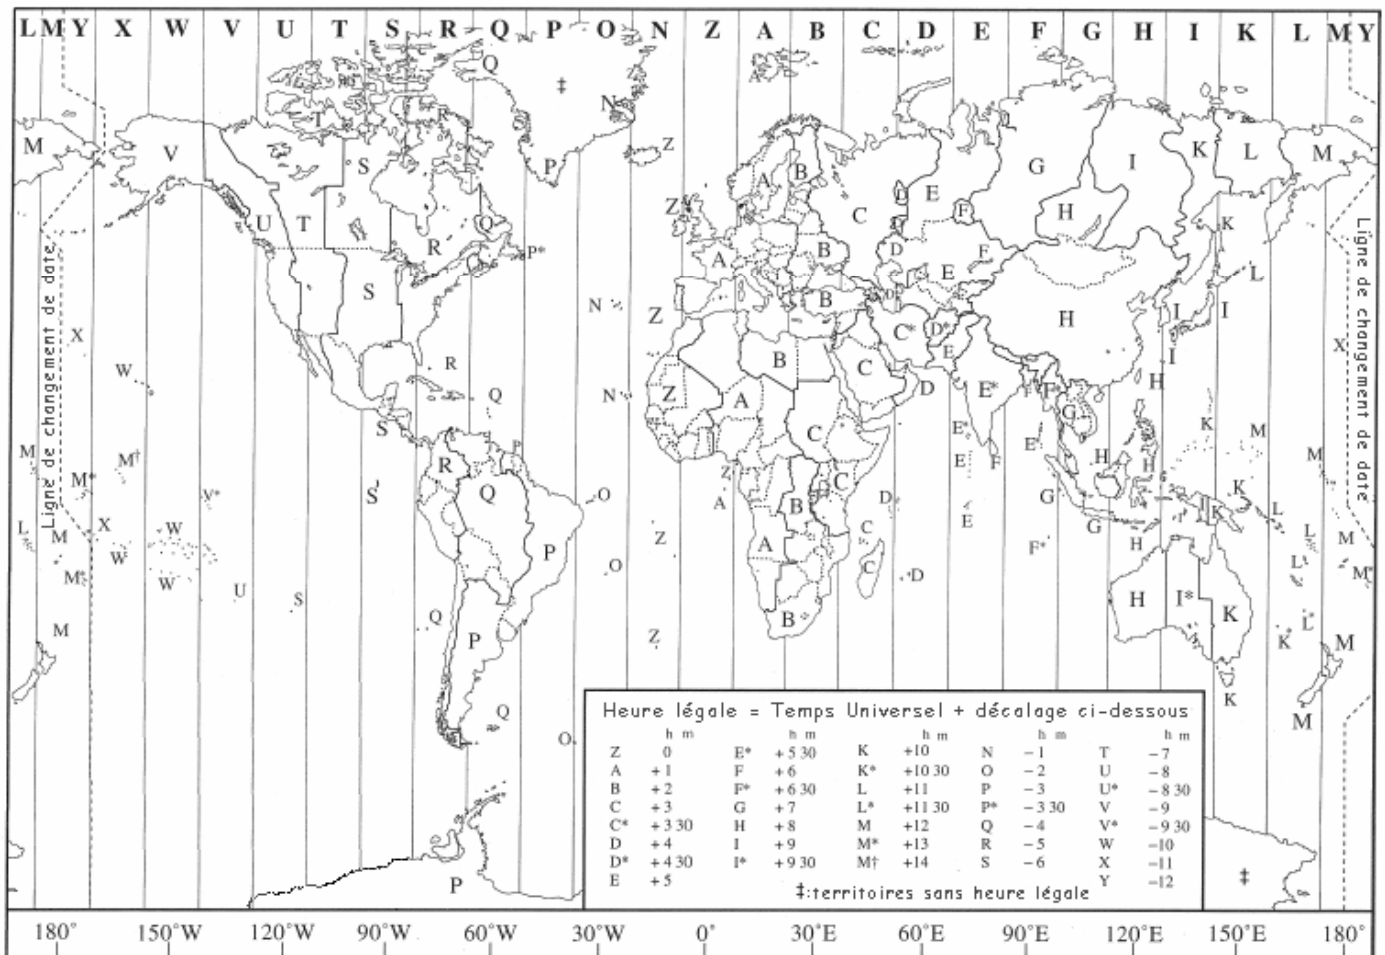 L M Y X W V U T S R Q P O N Z A B C D E F G H I K L M Y
Q ‡ N A
T R
M V S P Z A B K L M
G I
U T Q Z C D E F H K
R P* D
A B D F
S E E L
N Z B H I K
X C* D* I X
W R B C E D H
Q N Z A E* F* G
S K
M C E* E* F H H M
M* M† R P F K M
V* S Q O Z A B C D E G K L
L M X W Z C E G H L M
W A C F* H L M*
M* W U S Q P O D
M P B H I* K L* K* M
Z K M
Q O
P ‡
Ligne de changement de date
Ligne de changement de date
Heure légale = Temps Universel + décalage ci-dessous
h m h m h m h m h m
Z 0 E* +5 30 K +10 N −1 T −7
A +1 F +6 K* +10 30 O −2 U −8
B +2 F* +6 30 L +11 P −3 U* −8 30
C +3 G +7 L* +11 30 P* −3 30 V −9
C* +3 30 H +8 M +12 Q −4 V* −9 30
D +4 I +9 M* +13 R −5 W −10
D* +4 30 I* +9 30 M† +14 S −6 X −11
E +5 Y −12
‡:territoires sans heure légale
180° 150°W 120°W 90°W 60°W 30°W 0° 30°E 60°E 90°E 120°E 150°E 180°